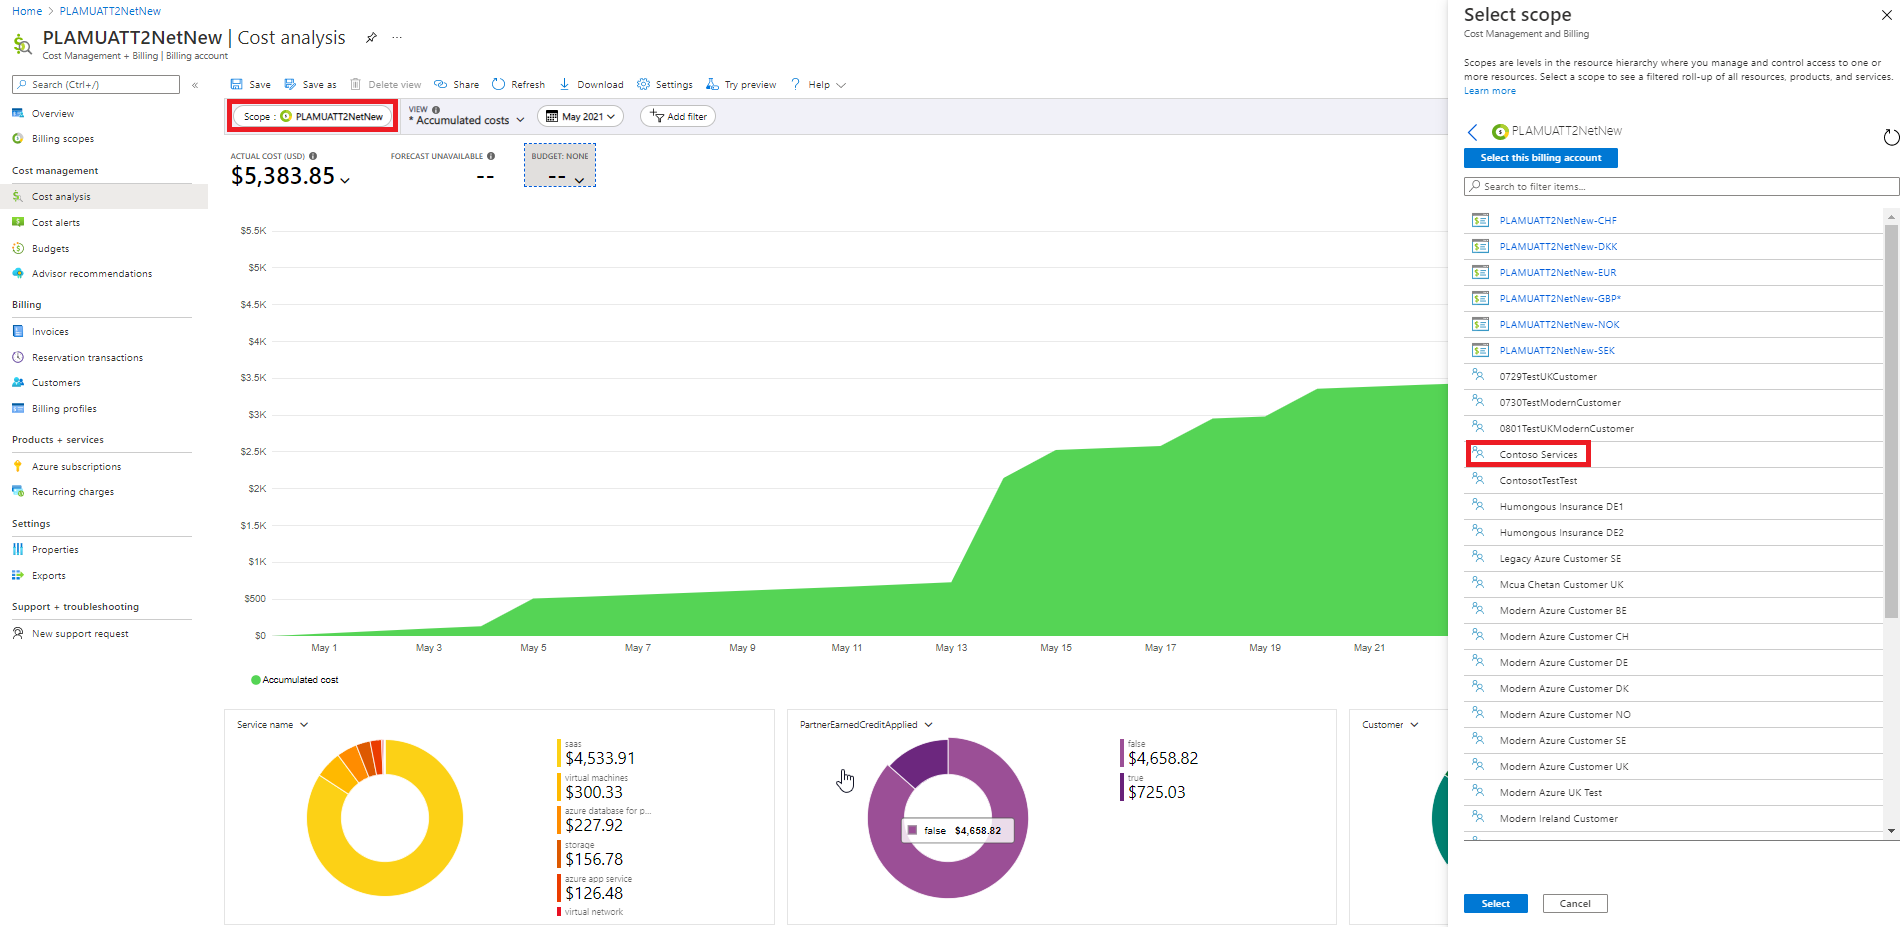 Home > PLAMUATT2NetNew
PLAMUATT2NetNew | Cost analysis
Cost Management + Billing | Billing account
Search (Ctrl+/)
«
Overview
Billing scopes
Cost management
Cost analysis
Cost alerts
Budgets
Advisor recommendations
Billing
Invoices
Reservation transactions
Customers
Billing profiles
Products + services
Azure subscriptions
Recurring charges
Settings
Properties
Exports
Support + troubleshooting
New support request
Save Save as Delete view Share Refresh Download Settings Try preview ? Help
Scope : PLAMUATT2NetNew
VIEW
* Accumulated costs
May 2021
Add filter
ACTUAL COST (USD)
$5,383.85
FORECAST UNAVAILABLE
--
BUDGET: NONE
--
$5.5K
$5K
$4.5K
$4K
$3.5K
$3K
$2.5K
$2K
$1.5K
$1K
$500
$0
May 1 May 3 May 5 May 7 May 9 May 11 May 13 May 15 May 17 May 19 May 21
Accumulated cost
Service name
saas
$4,533.91
virtual machines
$300.33
azure database for p...
$227.92
storage
$156.78
azure app service
$126.48
virtual network
PartnerEarnedCreditApplied
false $4,658.82
false
$4,658.82
true
$725.03
Customer
Select scope
Cost Management and Billing
Scopes are levels in the resource hierarchy where you manage and control access to one or
more resources. Select a scope to see a filtered roll-up of all resources, products, and services.
Learn more
PLAMUATT2NetNew
Select this billing account
Search to filter items...
PLAMUATT2NetNew-CHF
PLAMUATT2NetNew-DKK
PLAMUATT2NetNew-EUR
PLAMUATT2NetNew-GBP*
PLAMUATT2NetNew-NOK
PLAMUATT2NetNew-SEK
0729TestUKCustomer
0730TestModernCustomer
0801TestUKModernCustomer
Contoso Services
ContosotTestTest
Humongous Insurance DE1
Humongous Insurance DE2
Legacy Azure Customer SE
Mcua Chetan Customer UK
Modern Azure Customer BE
Modern Azure Customer CH
Modern Azure Customer DE
Modern Azure Customer DK
Modern Azure Customer NO
Modern Azure Customer SE
Modern Azure Customer UK
Modern Azure UK Test
Modern Ireland Customer
Select
Cancel